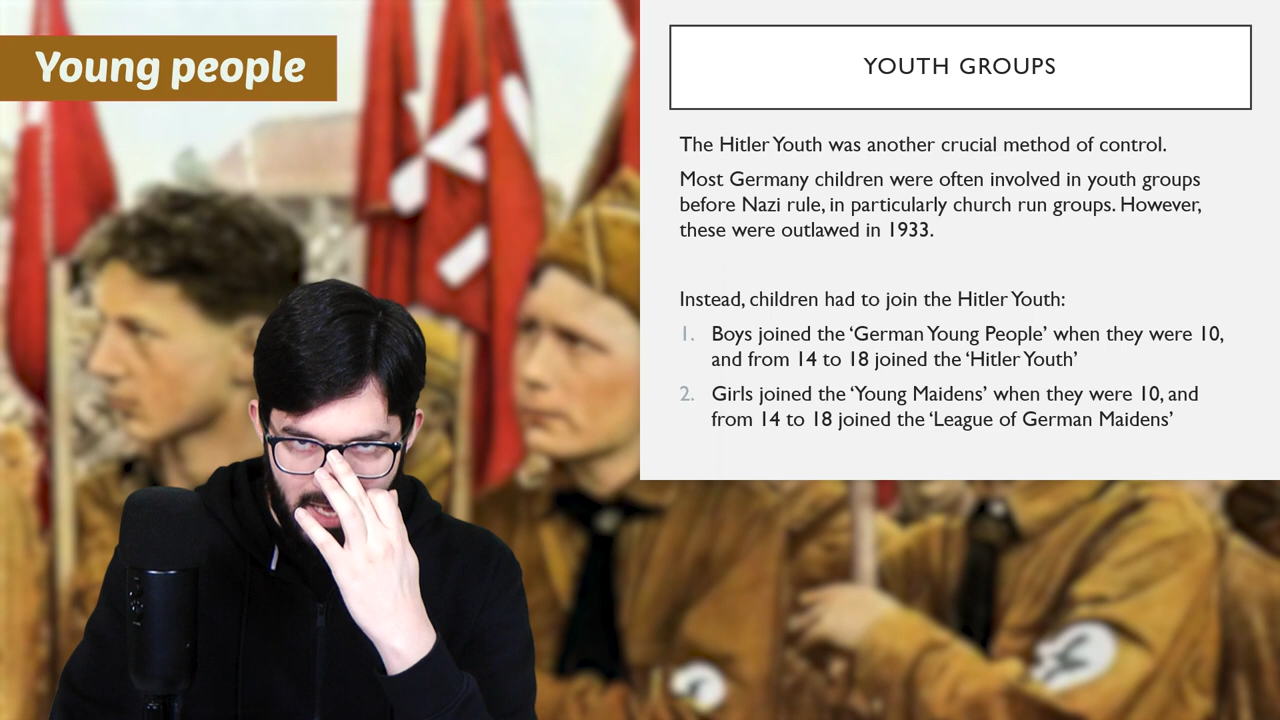 Young people
YOUTH GROUPS
The Hitler Youth was another crucial method of control.
Most Germany children were often involved in youth groups
before Nazi rule, in particularly church run groups. However,
these were outlawed in 1933.
Instead, children had to join the Hitler Youth:
1. Boys joined the ‘German Young People’ when they were 10,
and from 14 to 18 joined the ‘Hitler Youth’
2. Girls joined the ‘Young Maidens’ when they were 10, and
from 14 to 18 joined the ‘League of German Maidens’